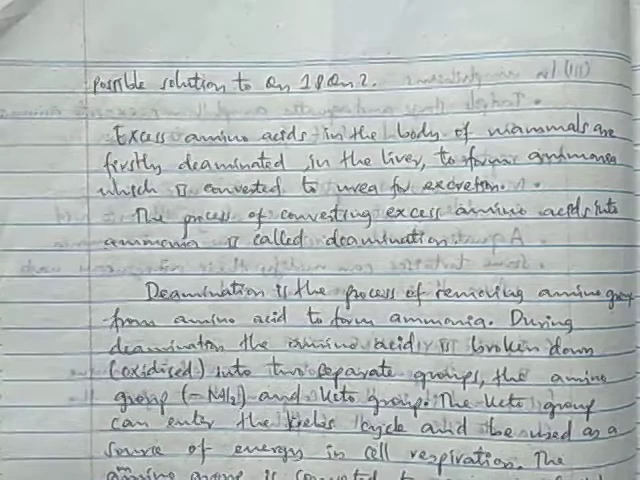 possible solution to Qn 1 & Qn 2.
Excess amino acids in the body of mammals are
firstly deaminated in the liver, to form ammonia
which is converted to urea for excretion.
The process of converting excess amino acids into
ammonia is called deamination
Deamination is the process of removing amino group
from amino acid to form ammonia. During
deamination the amino acid is broken down
(oxidised) into two separate groups, the amino
group (-NH2) and keto group. The keto group
can enter the krebs cycle and be used as a
source of energy in cell respiration. The
amino group is converted to